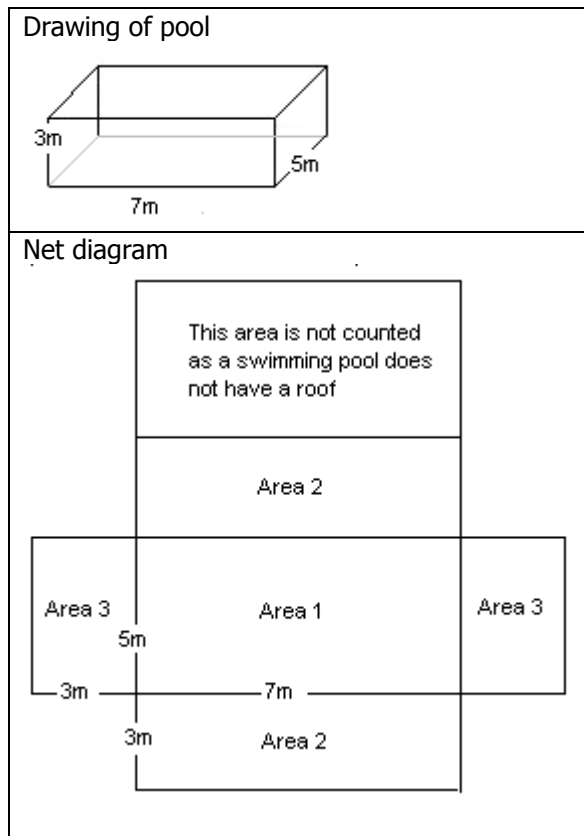 Drawing of pool
3m
5m
7m
Net diagram
This area is not counted
as a swimming pool does
not have a roof
Area 2
Area 3
Area 1
Area 3
5m
3m
7m
3m
Area 2